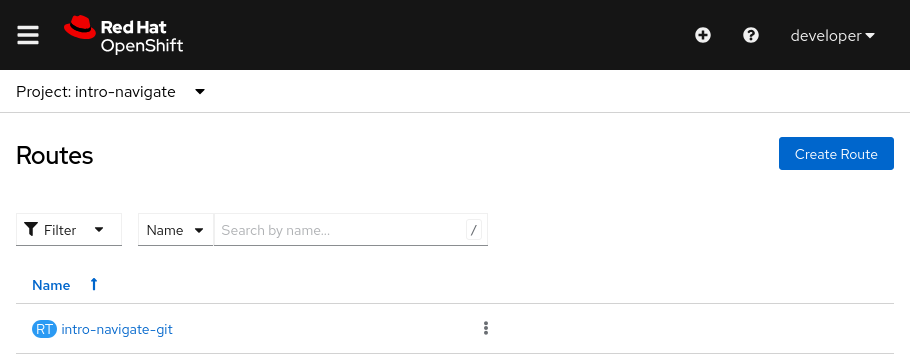 Red Hat
OpenShift
developer
Project: intro-navigate
Routes
Create Route
Filter
Name
Search by name...
/
Name
RT intro-navigate-git